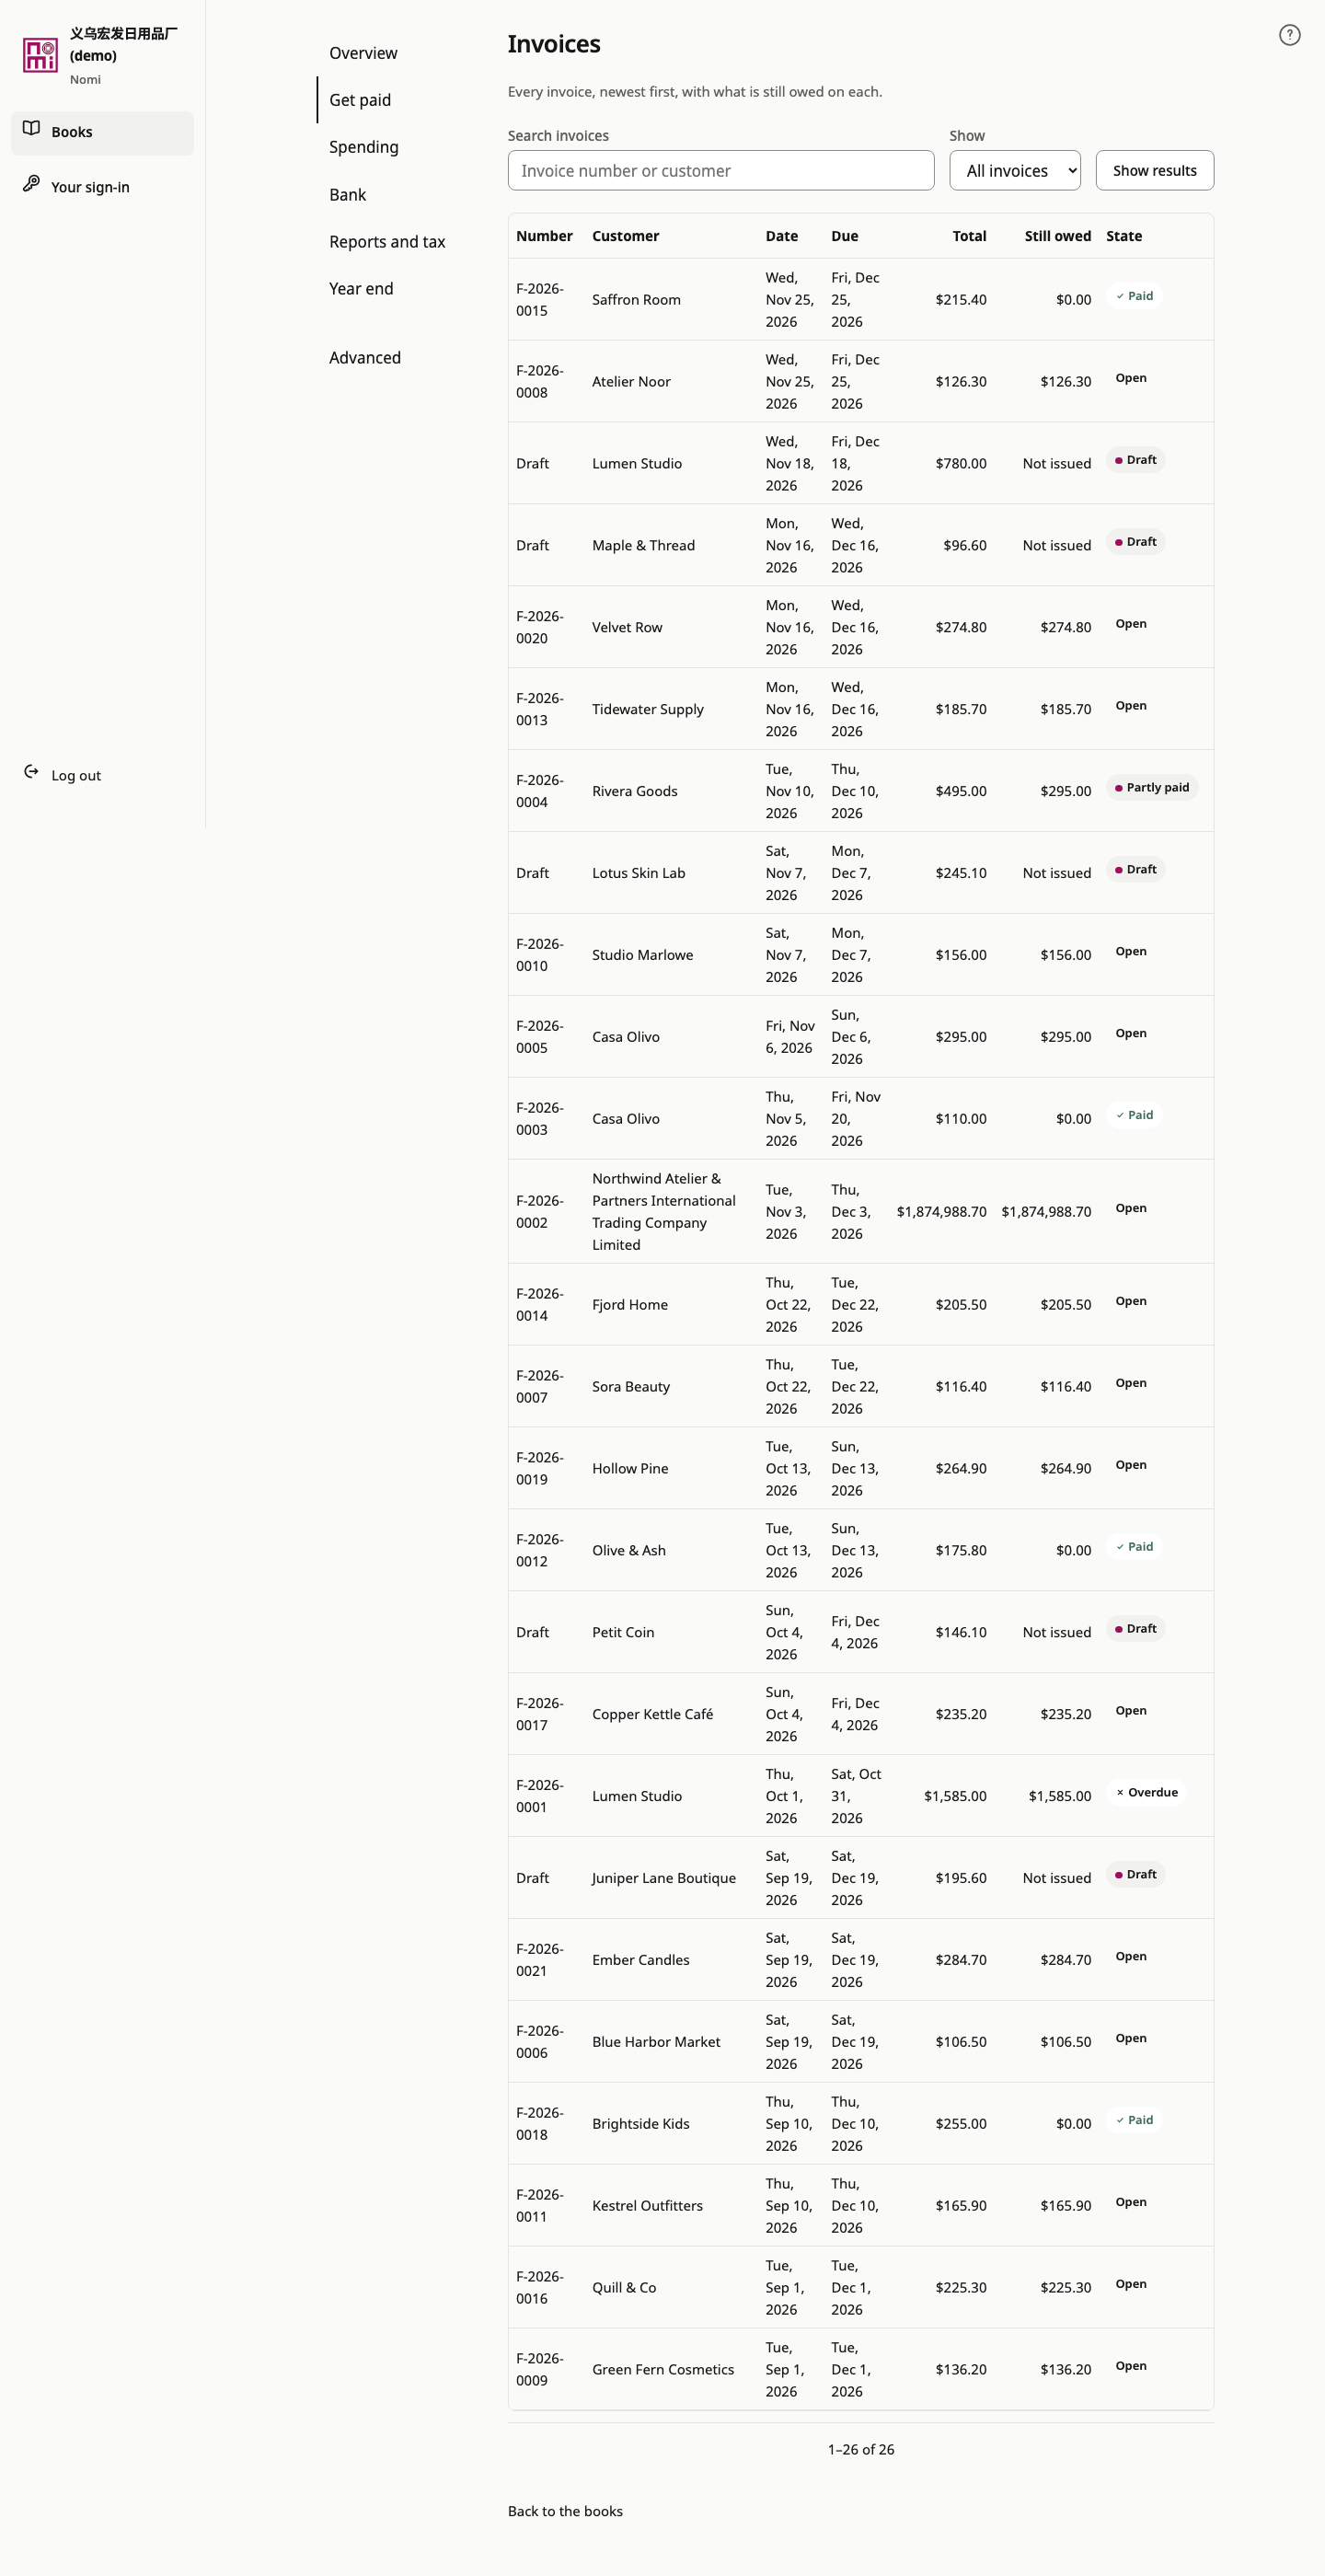 义乌宏发日用品厂
(demo)
Nomi
Books
Your sign-in
Log out
Overview
Get paid
Spending
Bank
Reports and tax
Year end
Advanced
Invoices
Every invoice, newest first, with what is still owed on each.
Search invoices
Show
Invoice number or customer
All invoices
Show results
Number Customer Date Due Total Still owed State
F-2026-0015 Saffron Room Wed, Nov 25, 2026 Fri, Dec 25, 2026 $215.40 $0.00 Paid
F-2026-0008 Atelier Noor Wed, Nov 25, 2026 Fri, Dec 25, 2026 $126.30 $126.30 Open
Draft Lumen Studio Wed, Nov 18, 2026 Fri, Dec 18, 2026 $780.00 Not issued Draft
Draft Maple & Thread Mon, Nov 16, 2026 Wed, Dec 16, 2026 $96.60 Not issued Draft
F-2026-0020 Velvet Row Mon, Nov 16, 2026 Wed, Dec 16, 2026 $274.80 $274.80 Open
F-2026-0013 Tidewater Supply Mon, Nov 16, 2026 Wed, Dec 16, 2026 $185.70 $185.70 Open
F-2026-0004 Rivera Goods Tue, Nov 10, 2026 Thu, Dec 10, 2026 $495.00 $295.00 Partly paid
Draft Lotus Skin Lab Sat, Nov 7, 2026 Mon, Dec 7, 2026 $245.10 Not issued Draft
F-2026-0010 Studio Marlowe Sat, Nov 7, 2026 Mon, Dec 7, 2026 $156.00 $156.00 Open
F-2026-0005 Casa Olivo Fri, Nov 6, 2026 Sun, Dec 6, 2026 $295.00 $295.00 Open
F-2026-0003 Casa Olivo Thu, Nov 5, 2026 Fri, Nov 20, 2026 $110.00 $0.00 Paid
F-2026-0002 Northwind Atelier & Partners International Trading Company Limited Tue, Nov 3, 2026 Thu, Dec 3, 2026 $1,874,988.70 $1,874,988.70 Open
F-2026-0014 Fjord Home Thu, Oct 22, 2026 Tue, Dec 22, 2026 $205.50 $205.50 Open
F-2026-0007 Sora Beauty Thu, Oct 22, 2026 Tue, Dec 22, 2026 $116.40 $116.40 Open
F-2026-0019 Hollow Pine Tue, Oct 13, 2026 Sun, Dec 13, 2026 $264.90 $264.90 Open
F-2026-0012 Olive & Ash Tue, Oct 13, 2026 Sun, Dec 13, 2026 $175.80 $0.00 Paid
Draft Petit Coin Sun, Oct 4, 2026 Fri, Dec 4, 2026 $146.10 Not issued Draft
F-2026-0017 Copper Kettle Café Sun, Oct 4, 2026 Fri, Dec 4, 2026 $235.20 $235.20 Open
F-2026-0001 Lumen Studio Thu, Oct 1, 2026 Sat, Oct 31, 2026 $1,585.00 $1,585.00 Overdue
Draft Juniper Lane Boutique Sat, Sep 19, 2026 Sat, Dec 19, 2026 $195.60 Not issued Draft
F-2026-0021 Ember Candles Sat, Sep 19, 2026 Sat, Dec 19, 2026 $284.70 $284.70 Open
F-2026-0006 Blue Harbor Market Sat, Sep 19, 2026 Sat, Dec 19, 2026 $106.50 $106.50 Open
F-2026-0018 Brightside Kids Thu, Sep 10, 2026 Thu, Dec 10, 2026 $255.00 $0.00 Paid
F-2026-0011 Kestrel Outfitters Thu, Sep 10, 2026 Thu, Dec 10, 2026 $165.90 $165.90 Open
F-2026-0016 Quill & Co Tue, Sep 1, 2026 Tue, Dec 1, 2026 $225.30 $225.30 Open
F-2026-0009 Green Fern Cosmetics Tue, Sep 1, 2026 Tue, Dec 1, 2026 $136.20 $136.20 Open
1–26 of 26
Back to the books